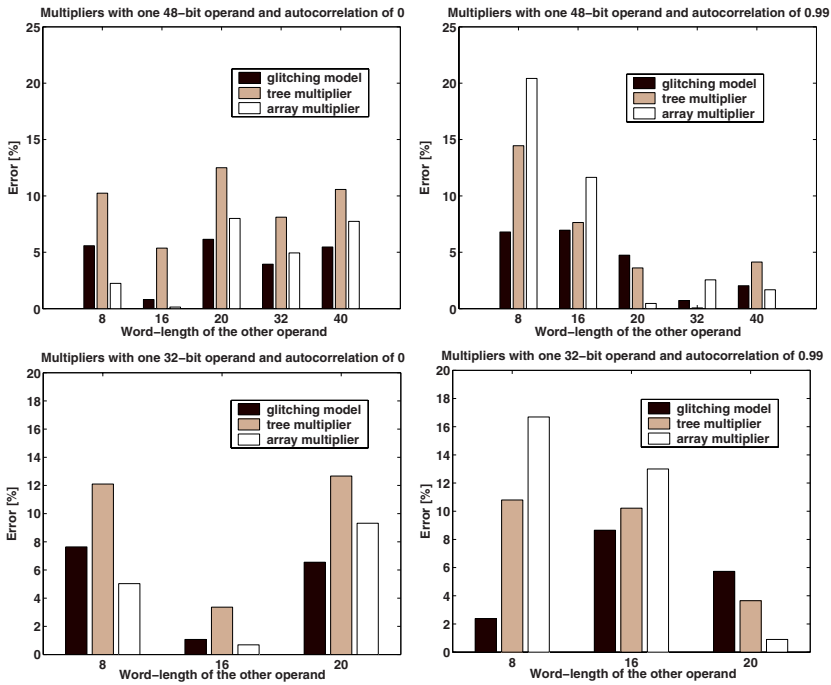 Multipliers with one 48−bit operand and autocorrelation of 0
25
20
15
10
5
0
Error [%]
glitching model
tree multiplier
array multiplier
8 16 20 32 40
Word−length of the other operand
Multipliers with one 48−bit operand and autocorrelation of 0.99
25
20
15
10
5
0
Error [%]
glitching model
tree multiplier
array multiplier
8 16 20 32 40
Word−length of the other operand
Multipliers with one 32−bit operand and autocorrelation of 0
20
18
16
14
12
10
8
6
4
2
0
Error [%]
glitching model
tree multiplier
array multiplier
8 16 20
Word−length of the other operand
Multipliers with one 32−bit operand and autocorrelation of 0.99
20
18
16
14
12
10
8
6
4
2
0
Error [%]
glitching model
tree multiplier
array multiplier
8 16 20
Word−length of the other operand